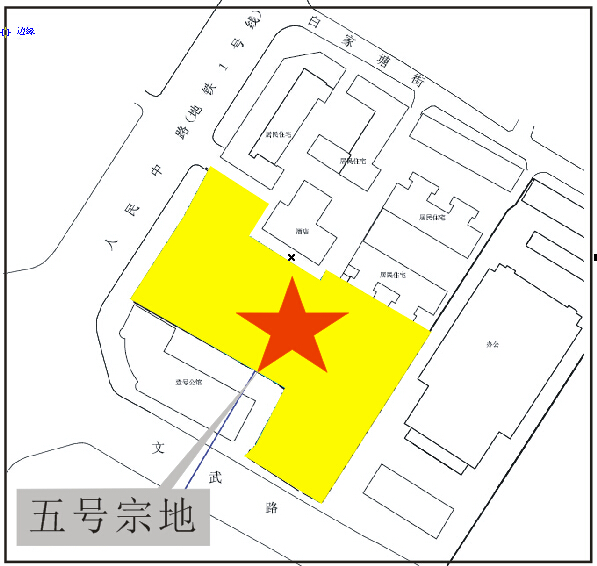 边缘
白家塘街
人民中路(地铁1号线)
居民住宅
居民住宅
居民住宅
酒店
居民住宅
办公
壹号公馆
文武路
五号宗地